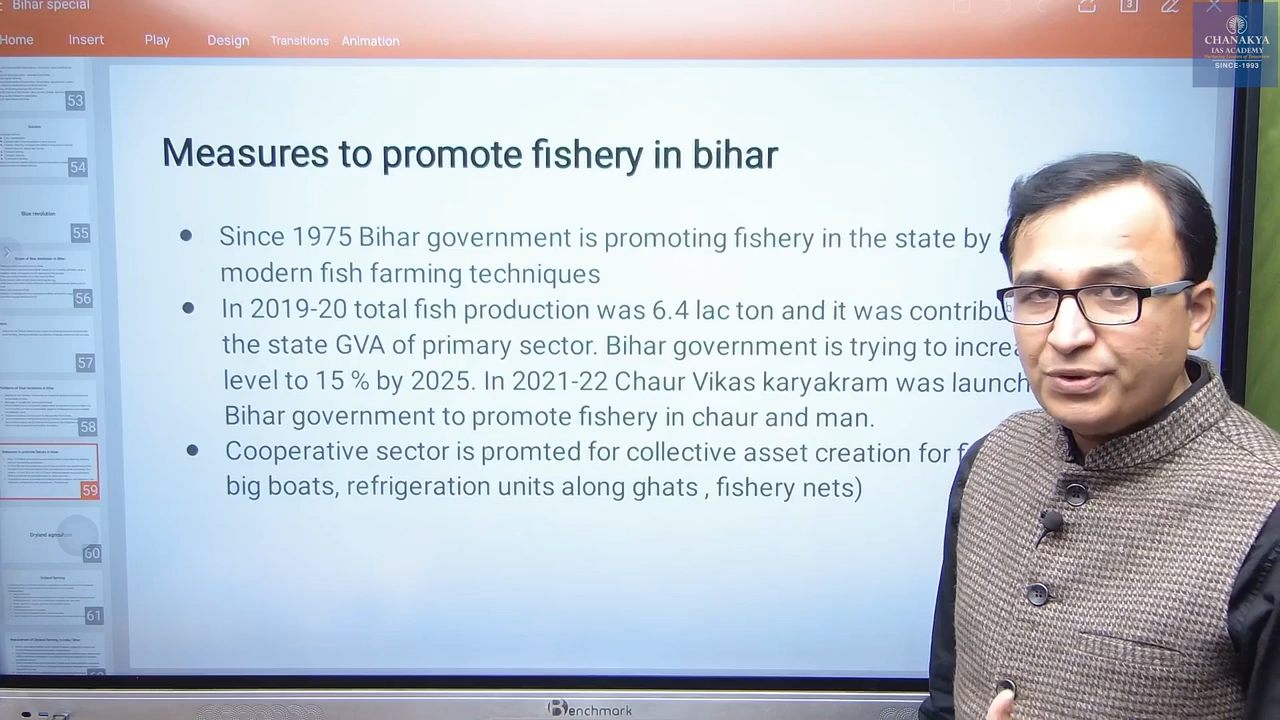 Bihar special
3
Home Insert Play Design Transitions Animation
CHANAKYA
IAS ACADEMY
Nurturing Leaders of Tomorrow
SINCE-1993
53
54
Blue revolution
55
56
57
58
59
Dryland agriculture
60
61
Measures to promote fishery in bihar
Since 1975 Bihar government is promoting fishery in the state by
modern fish farming techniques
In 2019-20 total fish production was 6.4 lac ton and it was contribu
the state GVA of primary sector. Bihar government is trying to increa
level to 15 % by 2025. In 2021-22 Chaur Vikas karyakram was launch
Bihar government to promote fishery in chaur and man.
Cooperative sector is promted for collective asset creation for f
big boats, refrigeration units along ghats , fishery nets)
Benchmark